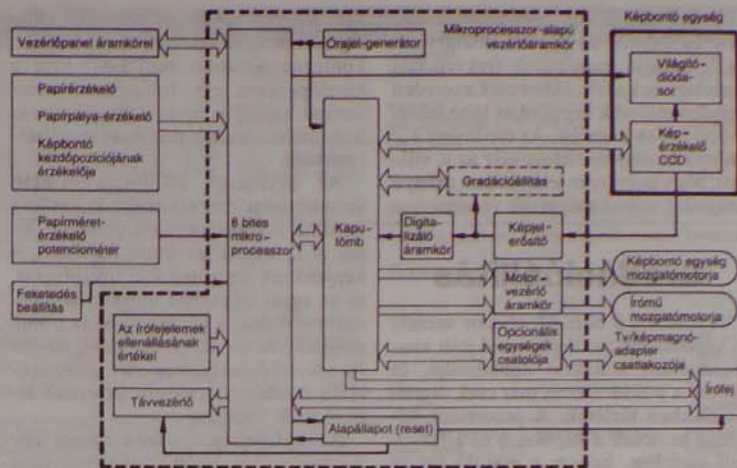 Vezérlőpanel áramkörei
Papírérzékelő
Papírpálya-érzékelő
Képbontó
kezdőpozíciójának
érzékelője
Papírméret-
érzékelő
potenciométer
Feketedés
beállítás
Az írófejelemek
ellenállásának
értékei
Távvezérlő
8 bites
mikro-
processzor
Órajel-generátor
Mikroprocesszor-alapú
vezérlőáramkör
Kapu-
tömb
Gradációállítás
Digita-
lizáló
áramkör
Képjel-
erősítő
Motor-
vezérlő
áramkör
Opcionális
egységek
csatolója
Alapállapot (reset)
Képbontó egység
Világító-
dióda-
sor
Kép-
érzékelő
CCD
Képbontó egység
mozgatómotorja
Írómű
mozgatómotorja
Tv/képmagnó-
adapter
csatlakozója
Írófej